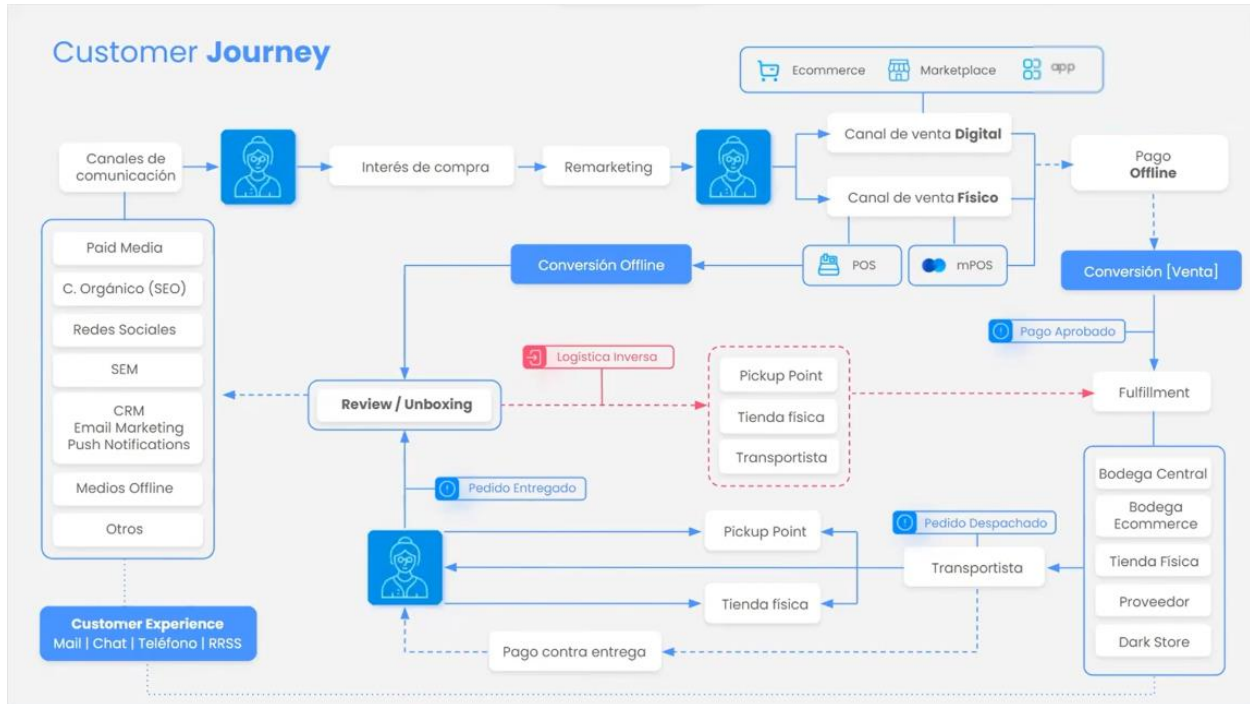 Customer Journey
Ecommerce
Marketplace
app
Canales de
comunicación
Interés de compra
Remarketing
Canal de venta Digital
Canal de venta Físico
Pago
Offline
Paid Media
C. Orgánico (SEO)
Redes Sociales
SEM
CRM
Email Marketing
Push Notifications
Medios Offline
Otros
Conversión Offline
POS
mPOS
Conversión [Venta]
Pago Aprobado
Logística Inversa
Review / Unboxing
Pickup Point
Tienda física
Transportista
Fulfillment
Pedido Entregado
Bodega Central
Bodega
Ecommerce
Tienda Física
Proveedor
Dark Store
Pedido Despachado
Pickup Point
Transportista
Tienda física
Pago contra entrega
Customer Experience
Mail | Chat | Teléfono | RRSS